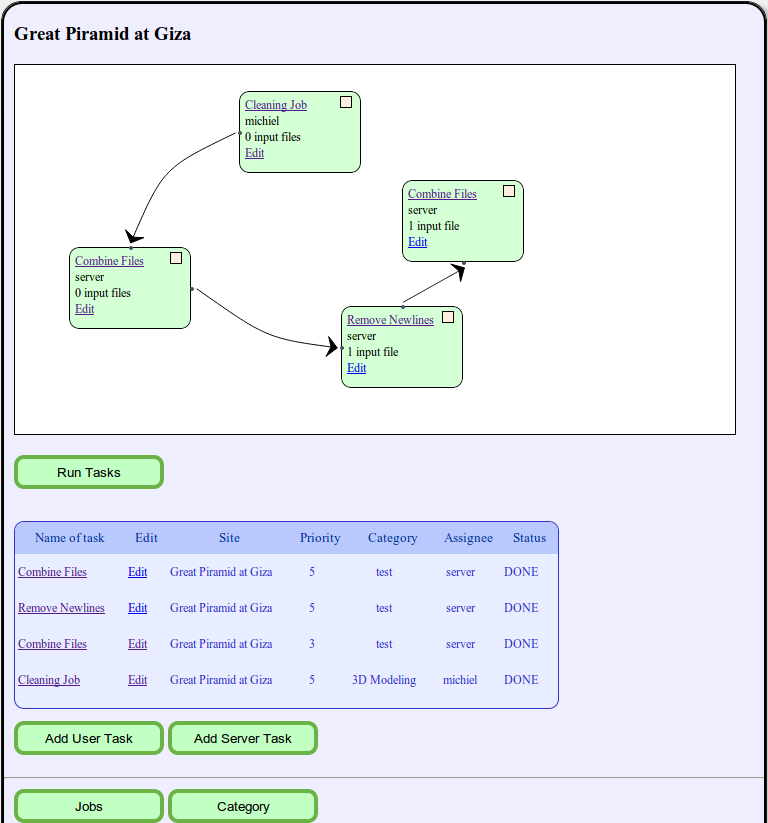 Great Piramid at Giza
Cleaning Job
michiel
0 input files
Edit
Combine Files
server
1 input file
Edit
Combine Files
server
0 input files
Edit
Remove Newlines
server
1 input file
Edit
Run Tasks
Name of task Edit Site Priority Category Assignee Status
Combine Files Edit Great Piramid at Giza 5 test server DONE
Remove Newlines Edit Great Piramid at Giza 5 test server DONE
Combine Files Edit Great Piramid at Giza 3 test server DONE
Cleaning Job Edit Great Piramid at Giza 5 3D Modeling michiel DONE
Add User Task Add Server Task
Jobs Category